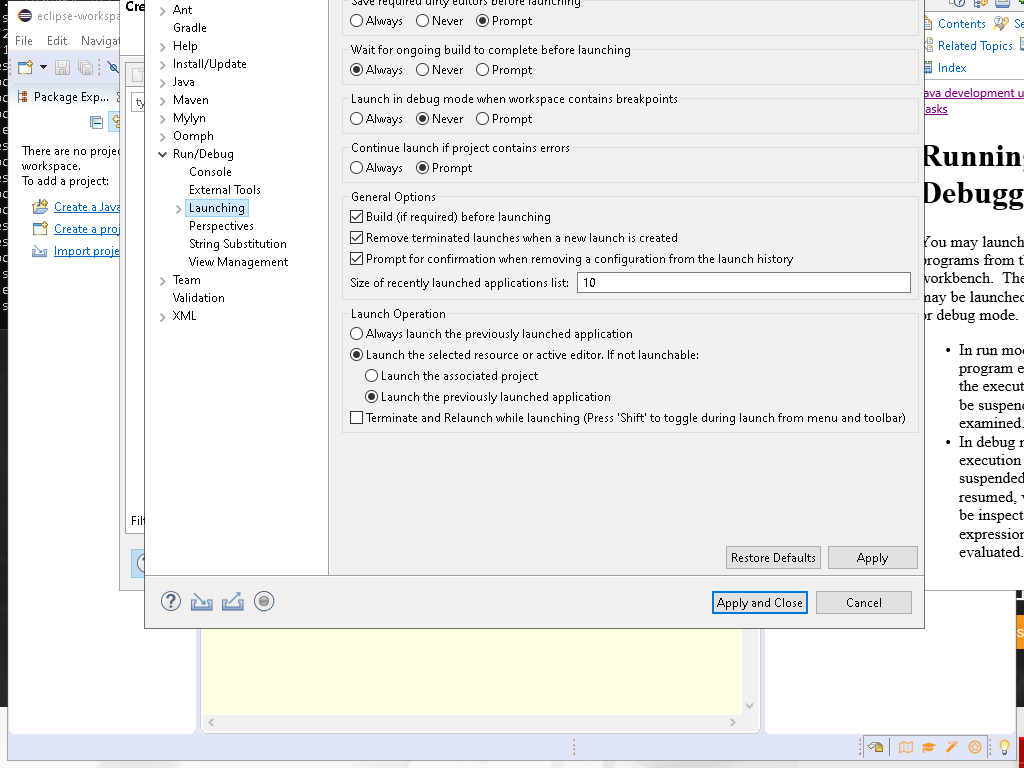 eclipse-workspa
File Edit Navigat
Package Exp...
There are no proje
workspace.
To add a project:
Create a Java
Create a proj
Import proje
Cre
ty
Filt
Ant
Gradle
Help
Install/Update
Java
Maven
Mylyn
Oomph
Run/Debug
Console
External Tools
Launching
Perspectives
String Substitution
View Management
Team
Validation
XML
Save required dirty editors before launching
Always Never Prompt
Wait for ongoing build to complete before launching
Always Never Prompt
Launch in debug mode when workspace contains breakpoints
Always Never Prompt
Continue launch if project contains errors
Always Prompt
General Options
Build (if required) before launching
Remove terminated launches when a new launch is created
Prompt for confirmation when removing a configuration from the launch history
Size of recently launched applications list: 10
Launch Operation
Always launch the previously launched application
Launch the selected resource or active editor. If not launchable:
Launch the associated project
Launch the previously launched application
Terminate and Relaunch while launching (Press 'Shift' to toggle during launch from menu and toolbar)
Restore Defaults Apply
Apply and Close Cancel
Contents Se
Related Topics
Index
ava development u
asks
Running
Debugg
You may launch
programs from th
workbench. The
may be launched
or debug mode.
• In run mod
program e
the execut
be suspend
examined.
• In debug m
execution
suspended
resumed, v
be inspect
expression
evaluated.